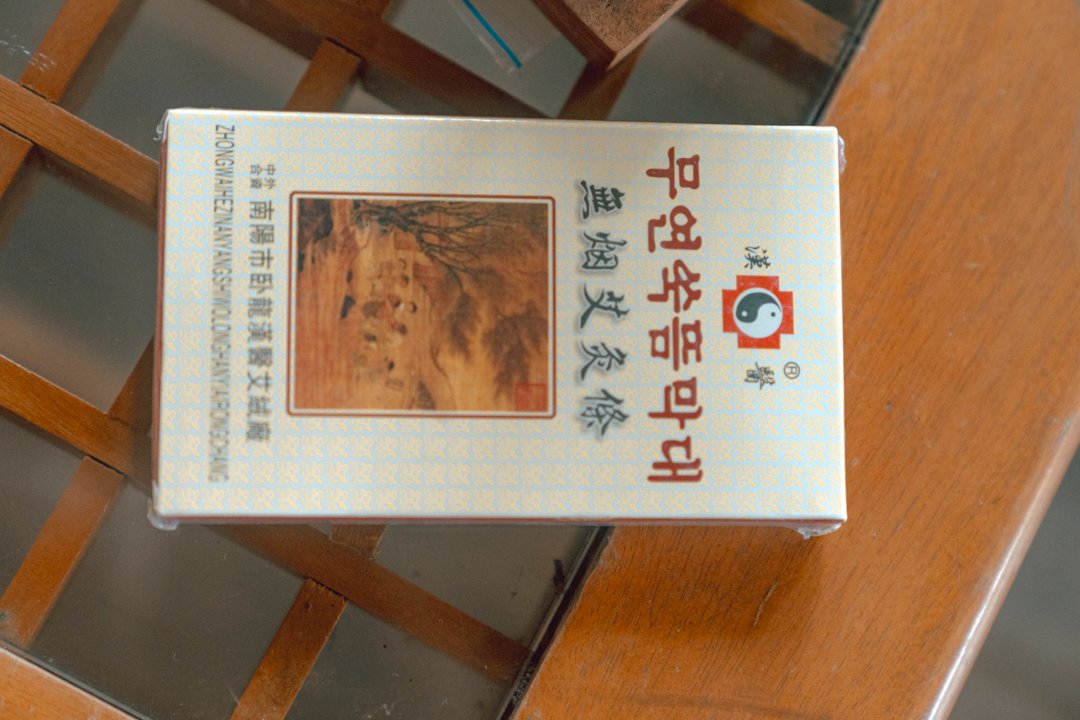 漢 醫 ®
무연쑥뜸막대
無烟艾灸條
中外合資 南陽市卧龍漢醫艾絨廠
ZHONGWAIHEZINANYANGSHIWOLONGHANYIAIRONGCHANG